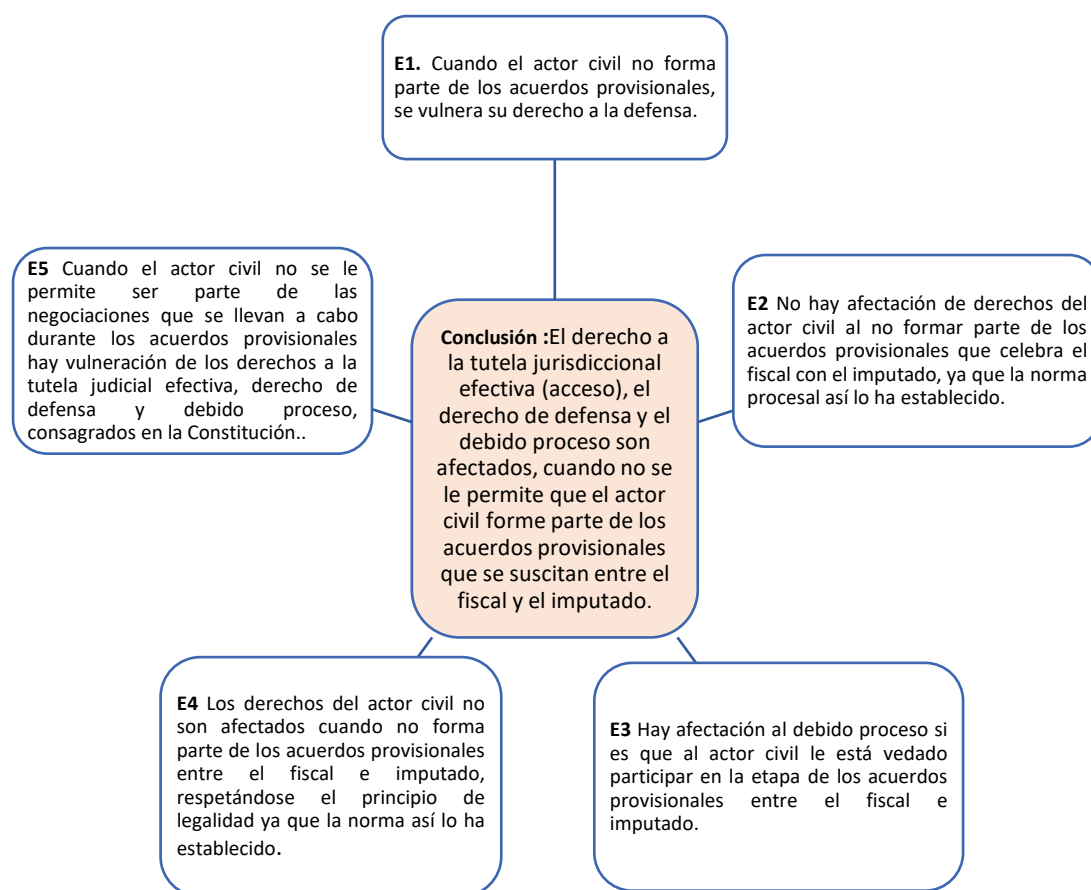 E1. Cuando el actor civil no forma
parte de los acuerdos provisionales,
se vulnera su derecho a la defensa.
E5 Cuando el actor civil no se le
permite ser parte de las
negociaciones que se llevan a cabo
durante los acuerdos provisionales
hay vulneración de los derechos a la
tutela judicial efectiva, derecho de
defensa y debido proceso,
consagrados en la Constitución..
Conclusión :El derecho a
la tutela jurisdiccional
efectiva (acceso), el
derecho de defensa y el
debido proceso son
afectados, cuando no se
le permite que el actor
civil forme parte de los
acuerdos provisionales
que se suscitan entre el
fiscal y el imputado.
E2 No hay afectación de derechos del
actor civil al no formar parte de los
acuerdos provisionales que celebra el
fiscal con el imputado, ya que la norma
procesal así lo ha establecido.
E4 Los derechos del actor civil no
son afectados cuando no forma
parte de los acuerdos provisionales
entre el fiscal e imputado,
respetándose el principio de
legalidad ya que la norma así lo ha
establecido.
E3 Hay afectación al debido proceso si
es que al actor civil le está vedado
participar en la etapa de los acuerdos
provisionales entre el fiscal e
imputado.